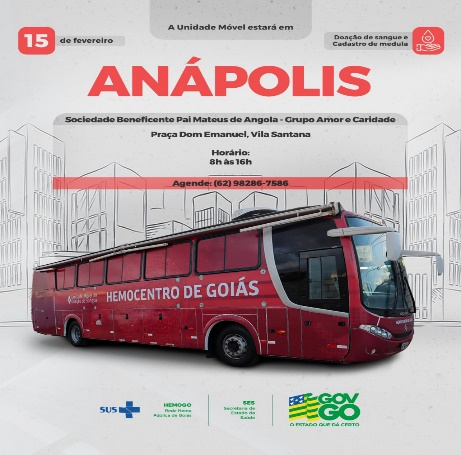 A Unidade Móvel estará em
15 de fevereiro
Doação de sangue e
Cadastro de medula
ANÁPOLIS
Sociedade Beneficente Pai Mateus de Angola - Grupo Amor e Caridade
Praça Dom Emanuel, Vila Santana
Horário:
8h às 16h
Agende: (62) 98286-7586
HEMOCENTRO DE GOIÁS
SUS
HEMOGO
Rede Hemo
Pública de Goiás
SES
Secretaria de
Estado da
Saúde
GOV
GO
O ESTADO QUE DÁ CERTO